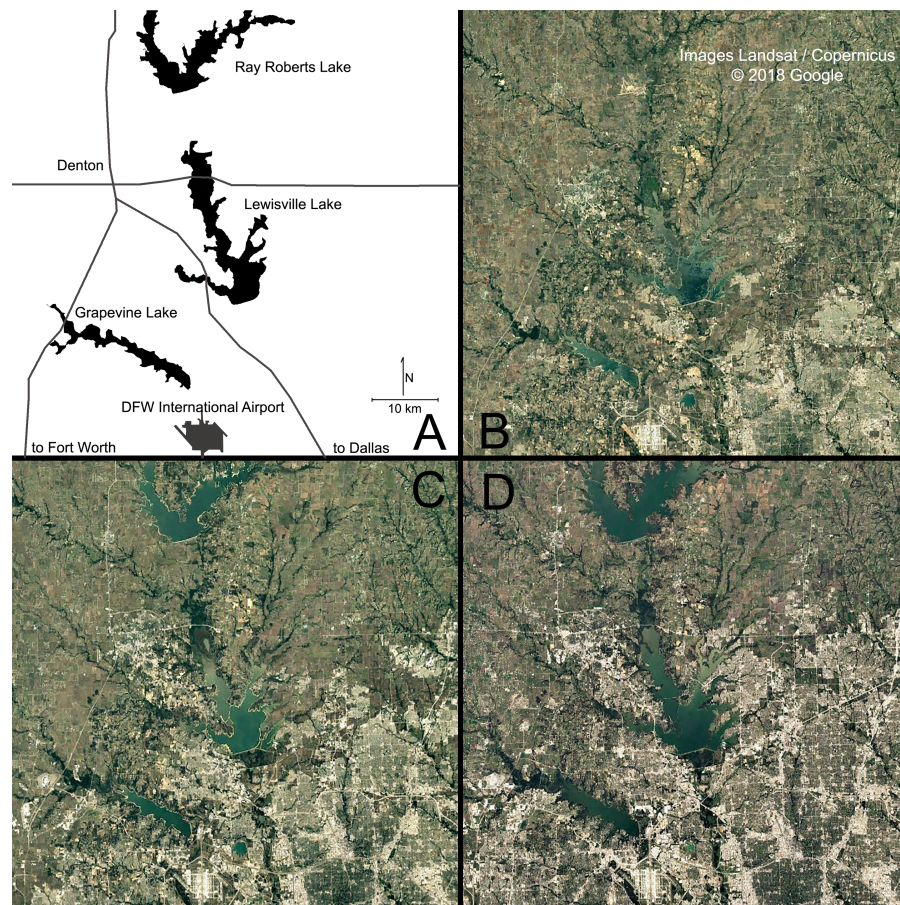 Ray Roberts Lake
Denton
Lewisville Lake
Grapevine Lake
N
10 km
DFW International Airport
A
to Fort Worth
to Dallas
Images Landsat / Copernicus
© 2018 Google
B
C
D